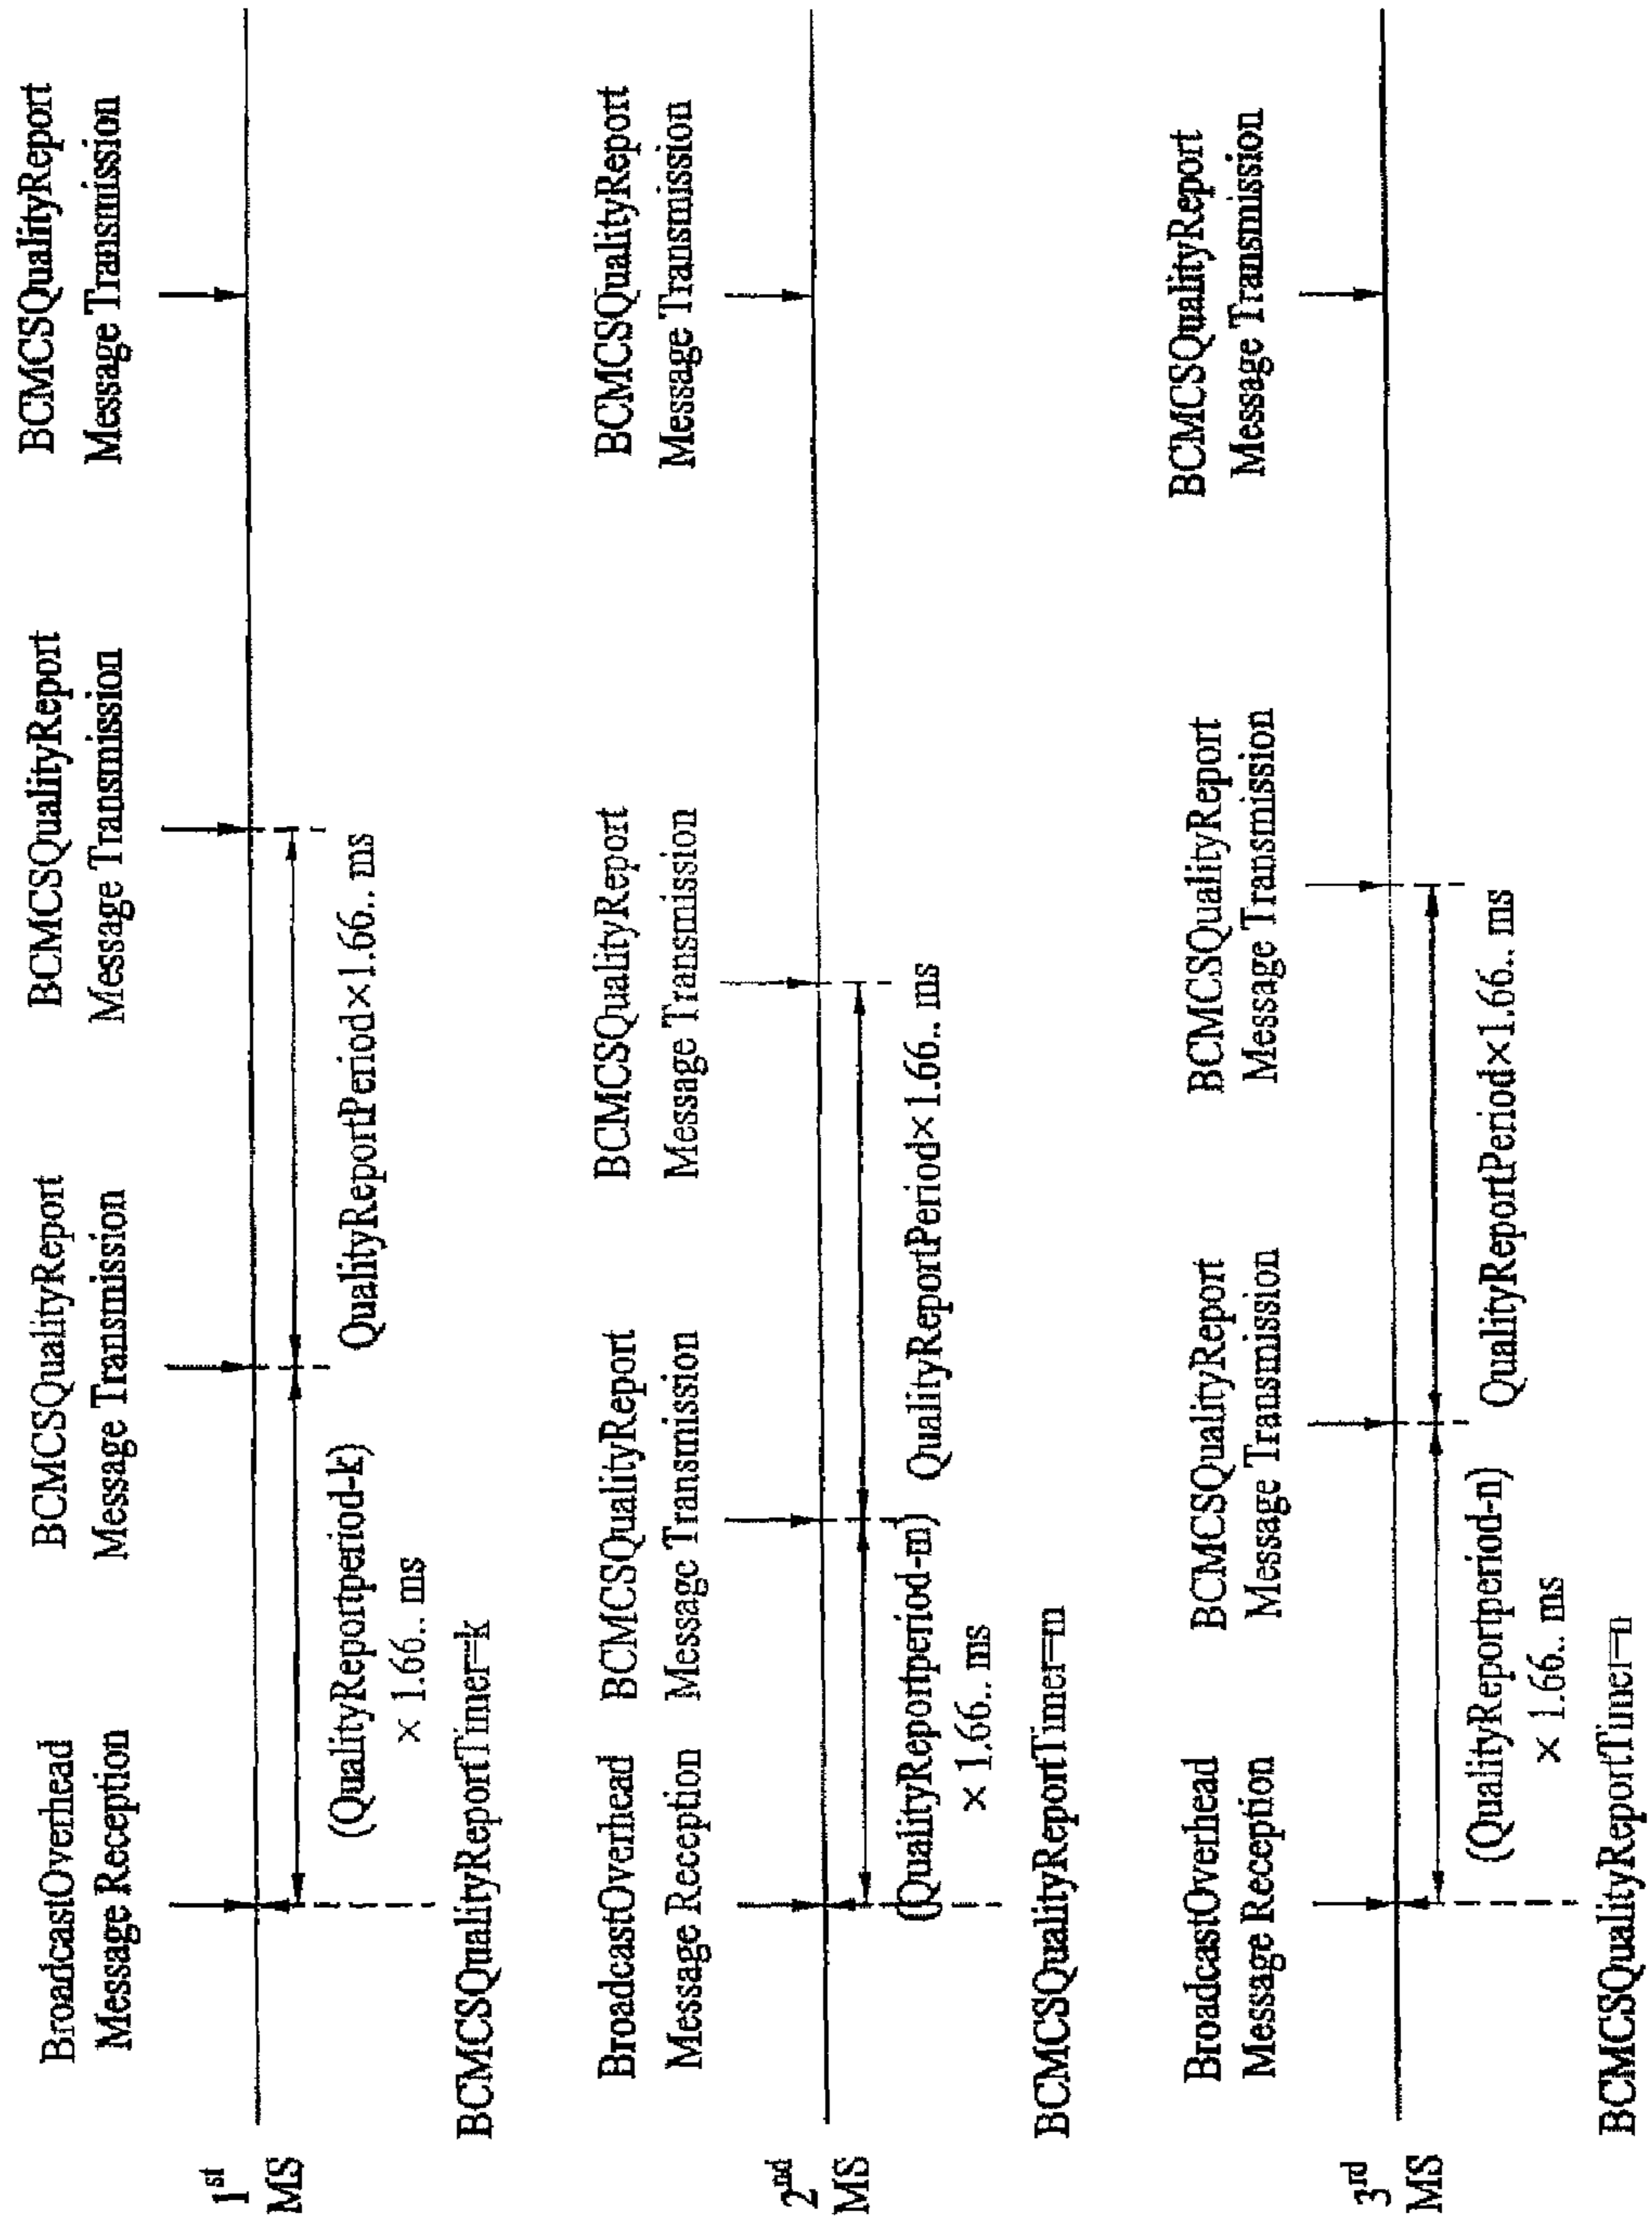 BroadcastOverhead
Message Reception
BCMCSQualityReport
Message Transmission
BCMCSQualityReport
Message Transmission
BCMCSQualityReport
Message Transmission
1st
MS
(QualityReportperiod-k)
× 1.66.. ms
QualityReportPeriod×1.66.. ms
BCMCSQualityReportTimer=k
BroadcastOverhead
Message Reception
BCMCSQualityReport
Message Transmission
BCMCSQualityReport
Message Transmission
BCMCSQualityReport
Message Transmission
2nd
MS
(QualityReportperiod-m)
× 1.66.. ms
QualityReportPeriod×1.66.. ms
BCMCSQualityReportTimer=m
BroadcastOverhead
Message Reception
BCMCSQualityReport
Message Transmission
BCMCSQualityReport
Message Transmission
BCMCSQualityReport
Message Transmission
3rd
MS
(QualityReportperiod-n)
× 1.66.. ms
QualityReportPeriod×1.66.. ms
BCMCSQualityReportTimer=n